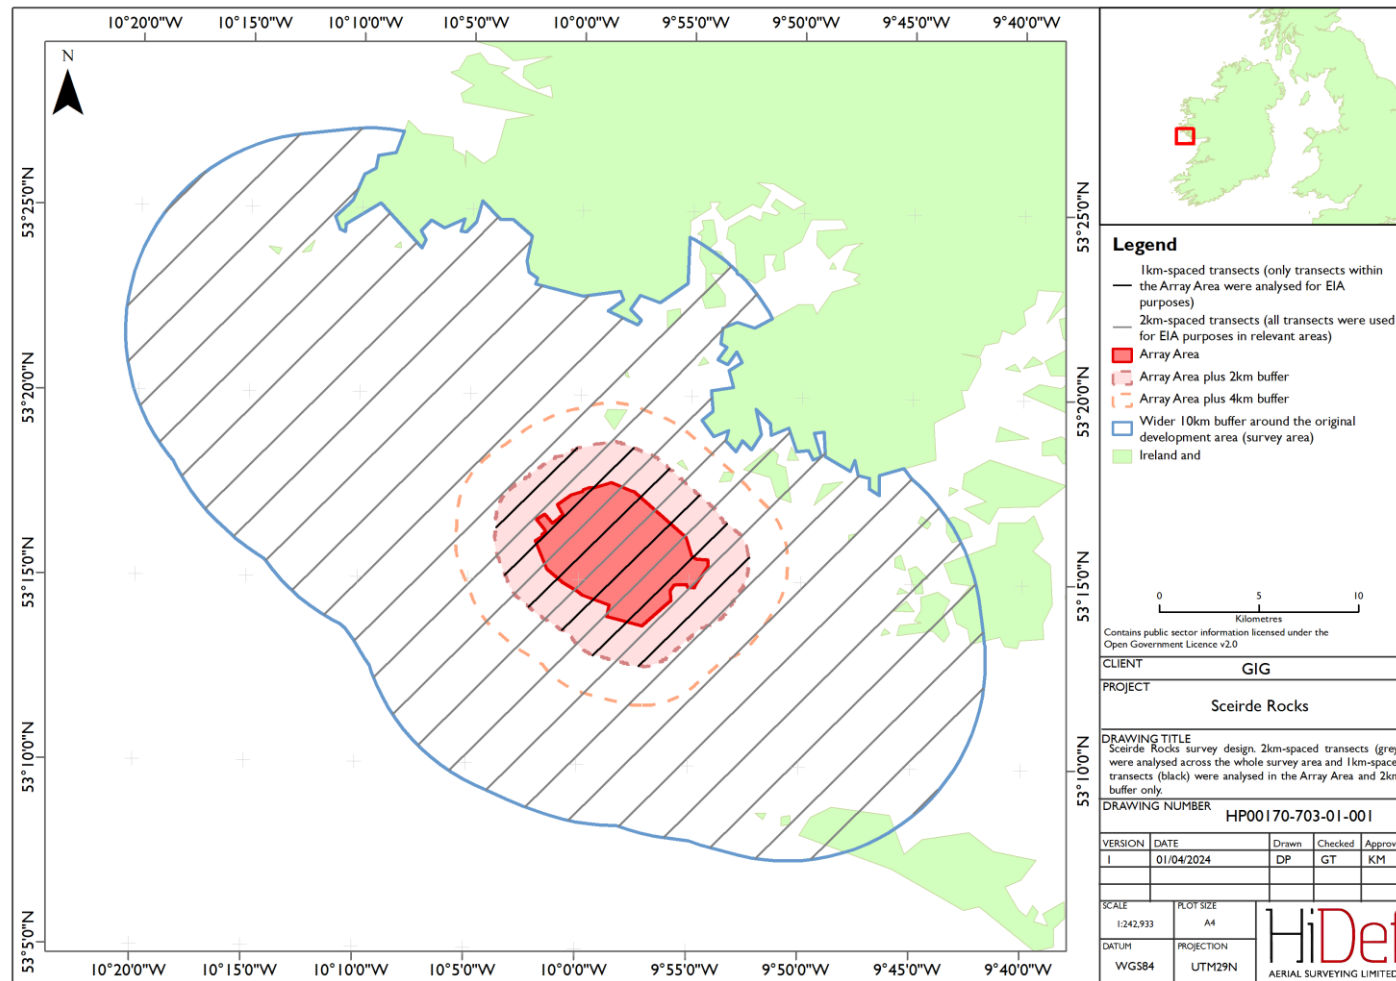 10°20'0"W 10°15'0"W 10°10'0"W 10°5'0"W 10°00'0"W 9°55'0"W 9°50'0"W 9°45'0"W 9°40'0"W
N
53°25'0"N
53°20'0"N
53°15'0"N
53°10'0"N
53°5'0"N
53°25'0"N
53°20'0"N
53°15'0"N
53°10'0"N
10°20'0"W 10°15'0"W 10°10'0"W 10°5'0"W 10°00'0"W 9°55'0"W 9°50'0"W 9°45'0"W 9°40'0"W
Legend
1km-spaced transects (only transects within
the Array Area were analysed for EIA
purposes)
2km-spaced transects (all transects were used
for EIA purposes in relevant areas)
Array Area
Array Area plus 2km buffer
Array Area plus 4km buffer
Wider 10km buffer around the original
development area (survey area)
Ireland and
0 5 10
Kilometres
Contains public sector information licensed under the
Open Government Licence v2.0
CLIENT
GIG
PROJECT
Sceirde Rocks
DRAWING TITLE
Sceirde Rocks survey design. 2km-spaced transects (grey
were analysed across the whole survey area and 1km-space
transects (black) were analysed in the Array Area and 2km
buffer only.
DRAWING NUMBER
HP00170-703-01-001
VERSION DATE Drawn Checked Approv
1 01/04/2024 DP GT KM
SCALE PLOT SIZE
1:242,933 A4
DATUM PROJECTION
WGS84 UTM29N
HiDef
AERIAL SURVEYING LIMITED